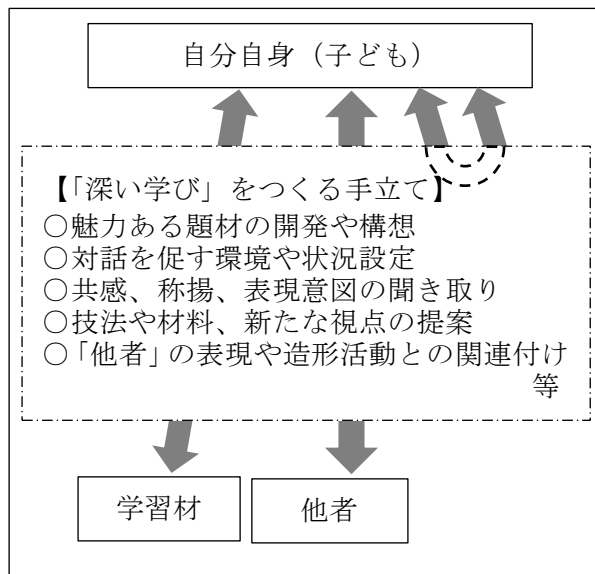 自分自身（子ども）
【「深い学び」をつくる手立て】
○魅力ある題材の開発や構想
○対話を促す環境や状況設定
○共感、称揚、表現意図の聞き取り
○技法や材料、新たな視点の提案
○「他者」の表現や造形活動との関連付け
等
学習材
他者